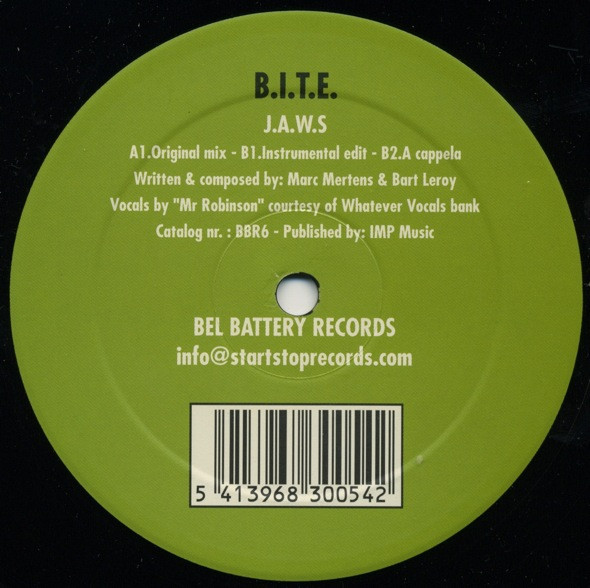 B.I.T.E.
J.A.W.S
A1.Original mix - B1.Instrumental edit - B2.A cappela
Written & composed by: Marc Mertens & Bart Leroy
Vocals by "Mr Robinson" courtesy of Whatever Vocals bank
Catalog nr. : BBR6 - Published by: IMP Music
BEL BATTERY RECORDS
info@startstoprecords.com
5 413968 300542